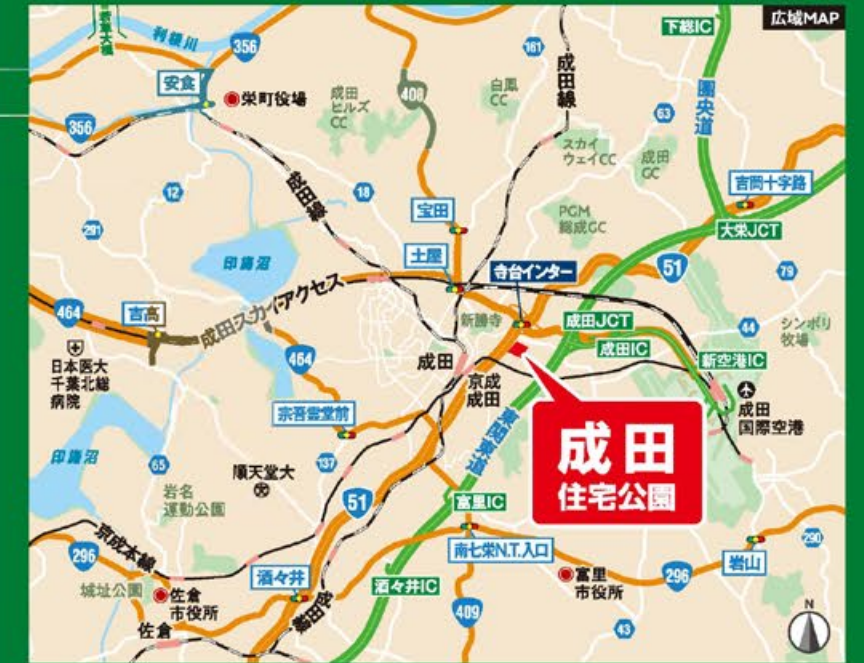 広域MAP
下総IC
利根川
356
安食
栄町役場
成田
ヒルズ
CC
408
161
白鳳
CC
成田線
圏央道
63
356
スカイ
ウェイCC
成田
GC
吉岡十字路
成田線
12
18
宝田
PGM
総成GC
大栄JCT
291
印旛沼
土屋
寺台インター
51
79
成田スカイアクセス
464
吉高
新勝寺
成田JCT
44
シンボリ
牧場
日本医大
千葉北総
病院
464
成田
成田IC
新空港IC
京成
成田
成田
国際空港
宗吾霊堂前
東関東道
成田
住宅公園
印旛沼
65
137
順天堂大
岩名
運動公園
51
富里IC
京成本線
南七栄N.T.入口
岩山
290
296
酒々井
酒々井IC
富里
市役所
296
城址公園
佐倉
市役所
成田線
409
佐倉
43
N